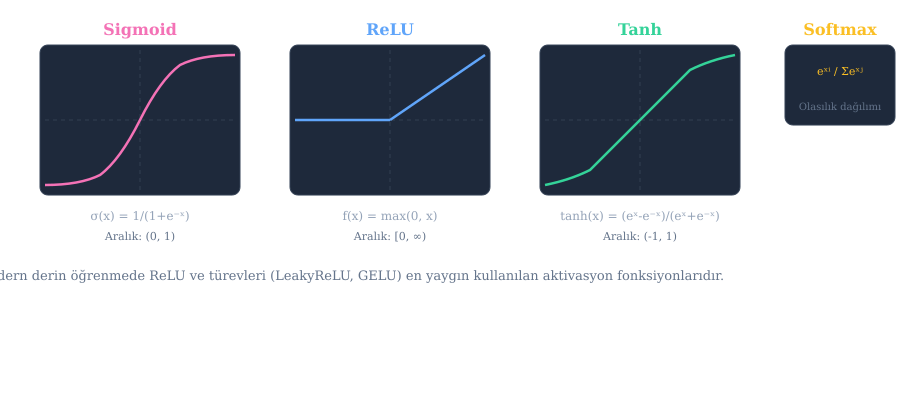 Sigmoid
ReLU
Tanh
Softmax
eˣⁱ / Σeˣʲ
Olasılık dağılımı
σ(x) = 1/(1+e⁻ˣ)
f(x) = max(0, x)
tanh(x) = (eˣ-e⁻ˣ)/(eˣ+e⁻ˣ)
Aralık: (0, 1)
Aralık: [0, ∞)
Aralık: (-1, 1)
derin öğrenmede ReLU ve türevleri (LeakyReLU, GELU) en yaygın kullanılan aktivasyon fonksiyonlarıdır.